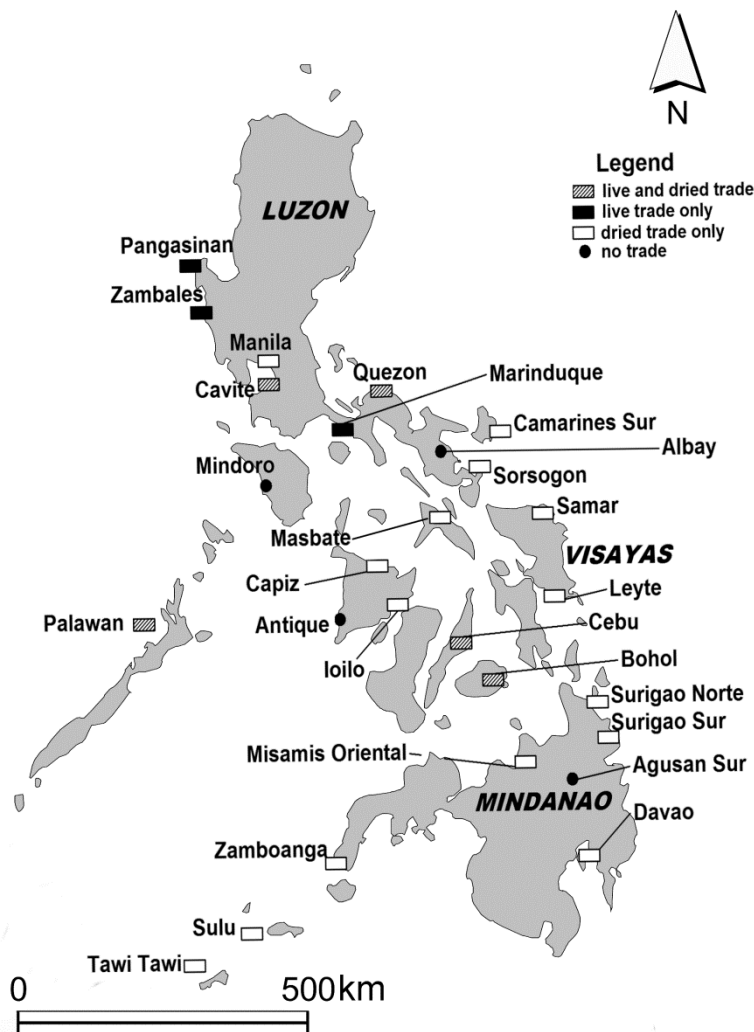 N
Legend
live and dried trade
live trade only
dried trade only
no trade
LUZON
Pangasinan
Zambales
Manila
Cavite
Quezon
Marinduque
Camarines Sur
Albay
Sorsogon
Mindoro
Samar
Masbate
VISAYAS
Capiz
Leyte
Palawan
Antique
Cebu
Ioilo
Bohol
Surigao Norte
Surigao Sur
Misamis Oriental
Agusan Sur
MINDANAO
Davao
Zamboanga
Sulu
Tawi Tawi
0 500km